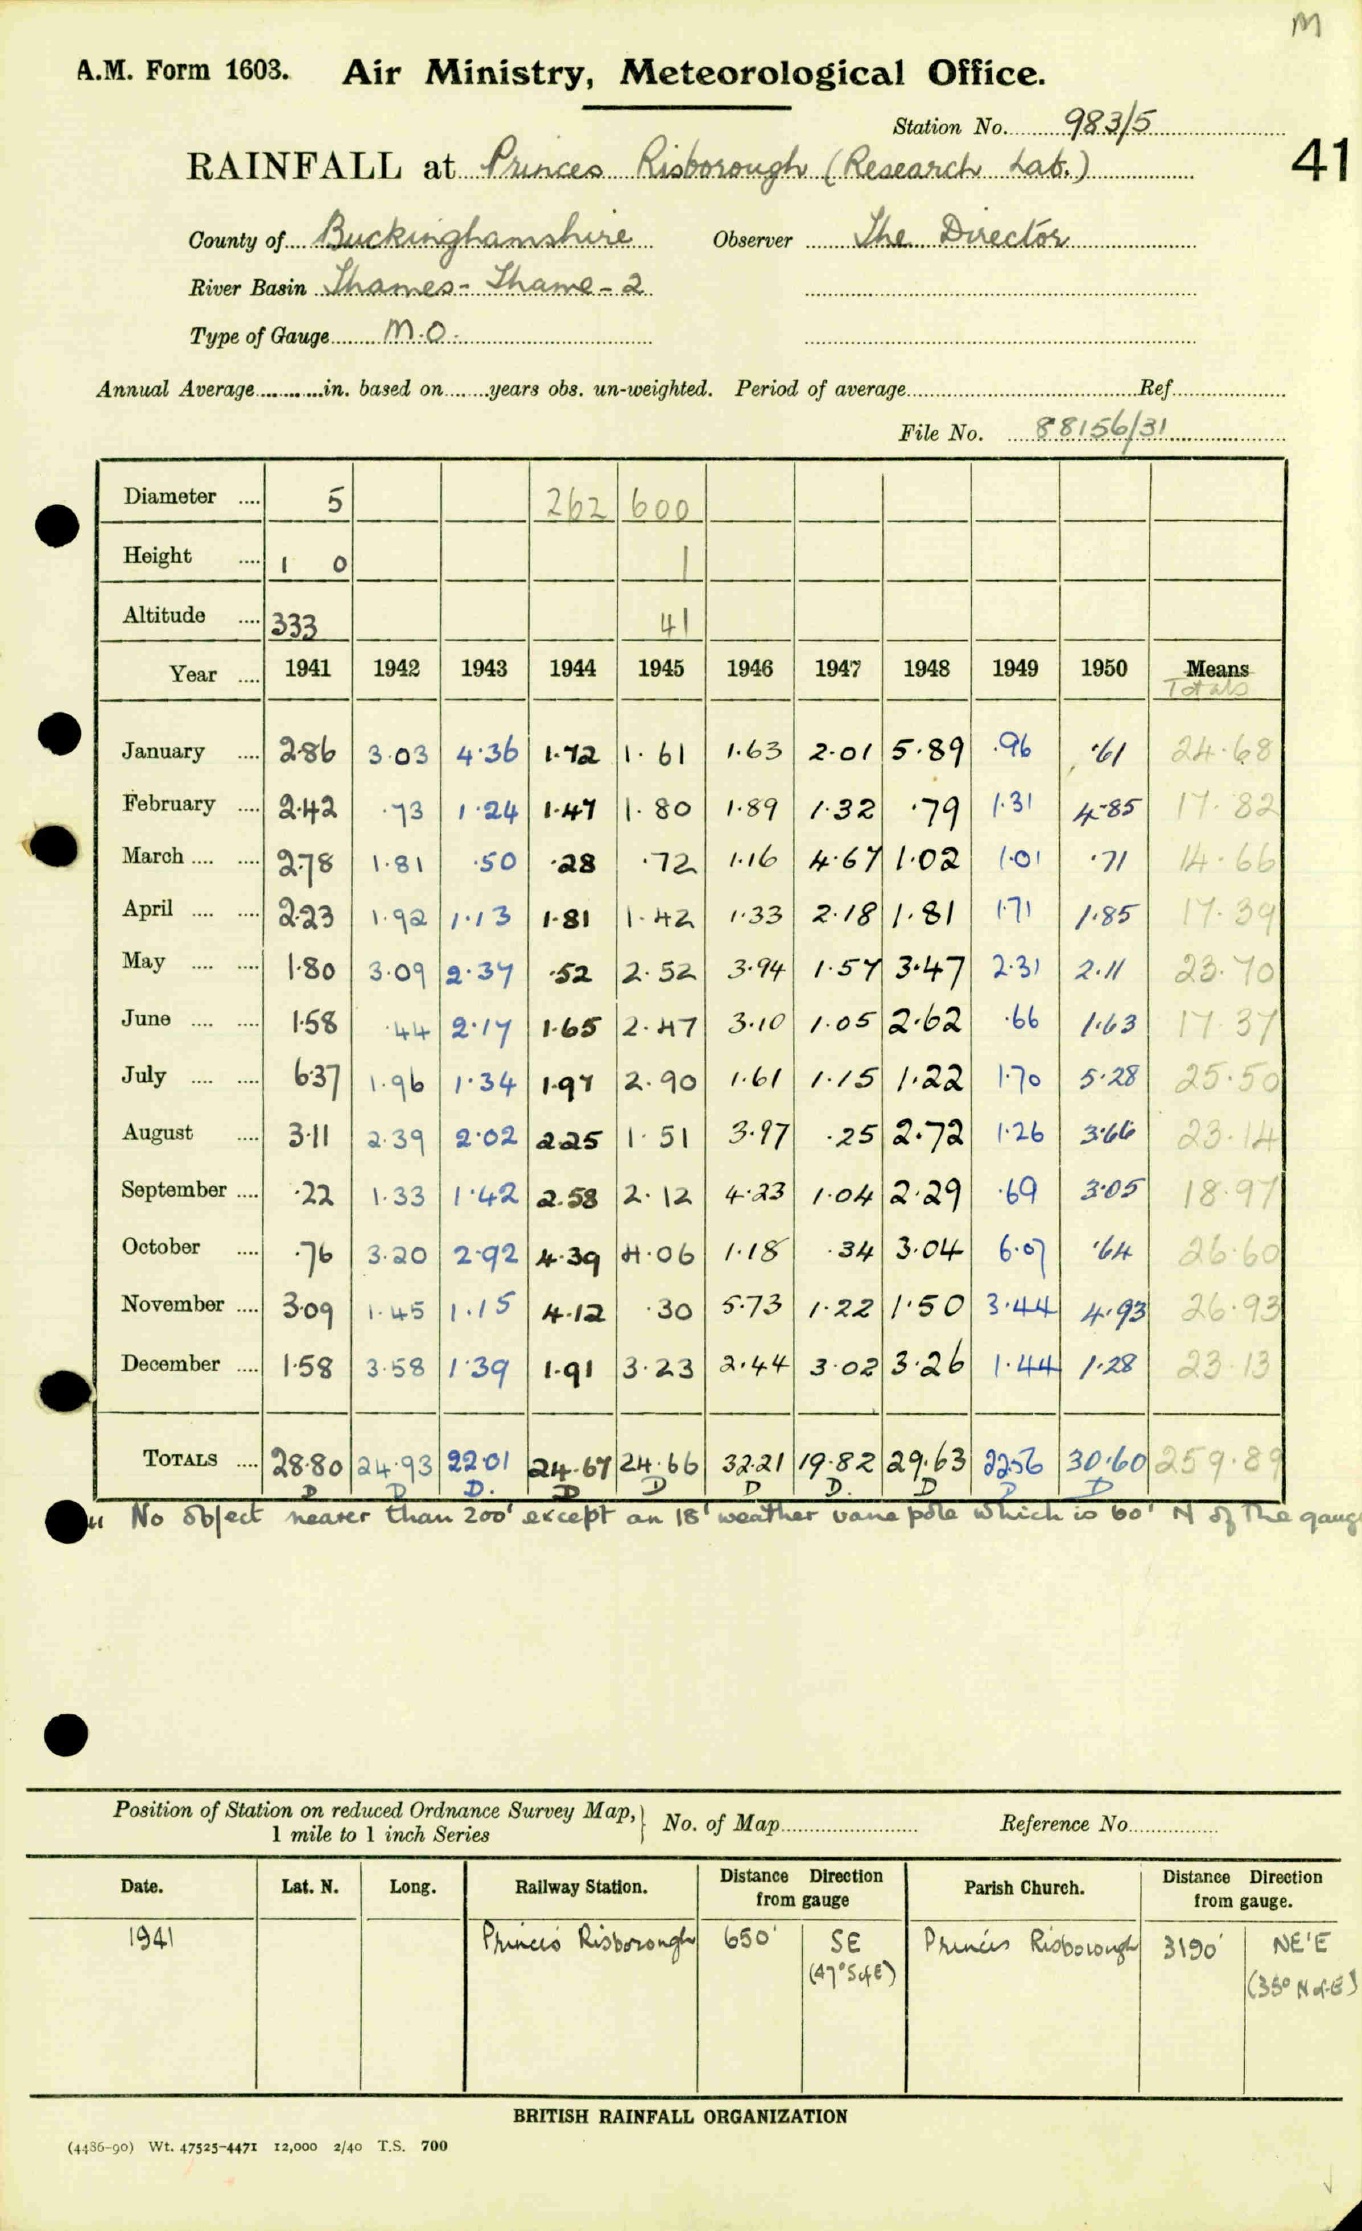 M
A.M. Form 1603. Air Ministry, Meteorological Office.
Station No. 983/5
41
RAINFALL at Princes Risborough (Research Lab.)
County of Buckinghamshire Observer The Director
River Basin Thames - Thame - 2
Type of Gauge M.O.
Annual Average in. based on years obs. un-weighted. Period of average Ref
File No. 88156/31
Diameter 5 262 600
Height 1 0 1
Altitude 333 41
Year 1941 1942 1943 1944 1945 1946 1947 1948 1949 1950 Means
Totals
January 2.86 3.03 4.36 1.72 1.61 1.63 2.01 5.89 .96 .61 24.68
February 2.42 .73 1.24 1.47 1.80 1.89 1.32 .79 1.31 4.85 17.82
March 2.78 1.81 .50 .28 .72 1.16 4.67 1.02 1.01 .71 14.66
April 2.23 1.92 1.13 1.81 1.42 1.33 2.18 1.81 1.71 1.85 17.39
May 1.80 3.09 2.37 .52 2.52 3.94 1.57 3.47 2.31 2.11 23.70
June 1.58 .44 2.17 1.65 2.47 3.10 1.05 2.62 .66 1.63 17.37
July 6.37 1.96 1.34 1.97 2.90 1.61 1.15 1.22 1.70 5.28 25.50
August 3.11 2.39 2.02 2.25 1.51 3.97 .25 2.72 1.26 3.66 23.14
September .22 1.33 1.42 2.58 2.12 4.23 1.04 2.29 .69 3.05 18.97
October .76 3.20 2.92 4.39 4.06 1.18 .34 3.04 6.07 .64 26.60
November 3.09 1.45 1.15 4.12 .30 5.73 1.22 1.50 3.44 4.93 26.93
December 1.58 3.58 1.39 1.91 3.23 2.44 3.02 3.26 1.44 1.28 23.13
TOTALS 28.80 24.93 22.01 24.67 24.66 32.21 19.82 29.63 22.56 30.60 259.89
D D D. D D D D. D D D
No object nearer than 200' except an 18' weather vane pole which is 60' N of the gauge
Position of Station on reduced Ordnance Survey Map, No. of Map Reference No.
1 mile to 1 inch Series
Date. Lat. N. Long. Railway Station. Distance Direction from gauge Parish Church. Distance Direction from gauge.
1941 Princes Risborough 650' SE Princes Risborough 3190' NE'E
(47° S of E) (35° N of E)
BRITISH RAINFALL ORGANIZATION
(4486-90) Wt. 47525-4471 12,000 2/40 T.S. 700